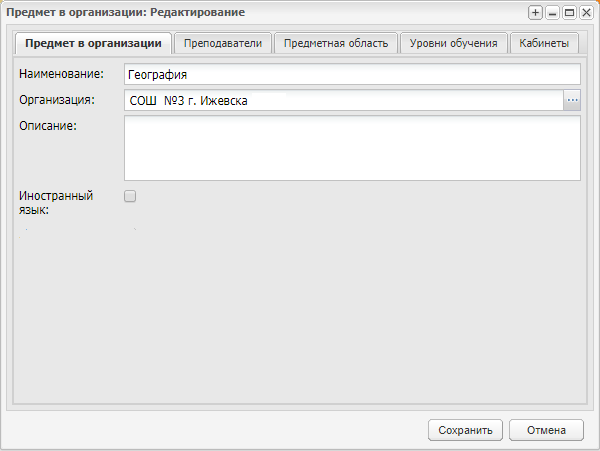 Предмет в организации: Редактирование
Предмет в организации Преподаватели Предметная область Уровни обучения Кабинеты
Наименование: География
Организация: СОШ №3 г. Ижевска ...
Описание:
Иностранный
язык:
Сохранить Отмена